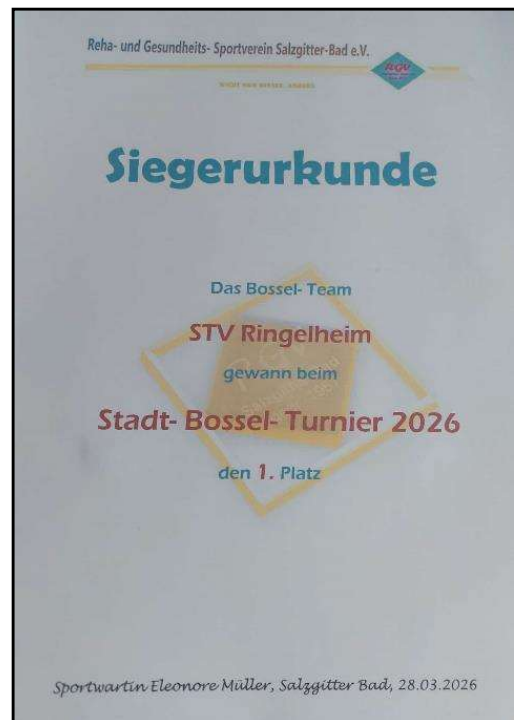 Reha- und Gesundheits- Sportverein Salzgitter-Bad e.V.
RGV
Siegerurkunde
Das Bossel- Team
STV Ringelheim
gewann beim
Stadt- Bossel- Turnier 2026
den 1. Platz
Sportwartin Eleonore Müller, Salzgitter Bad, 28.03.2026